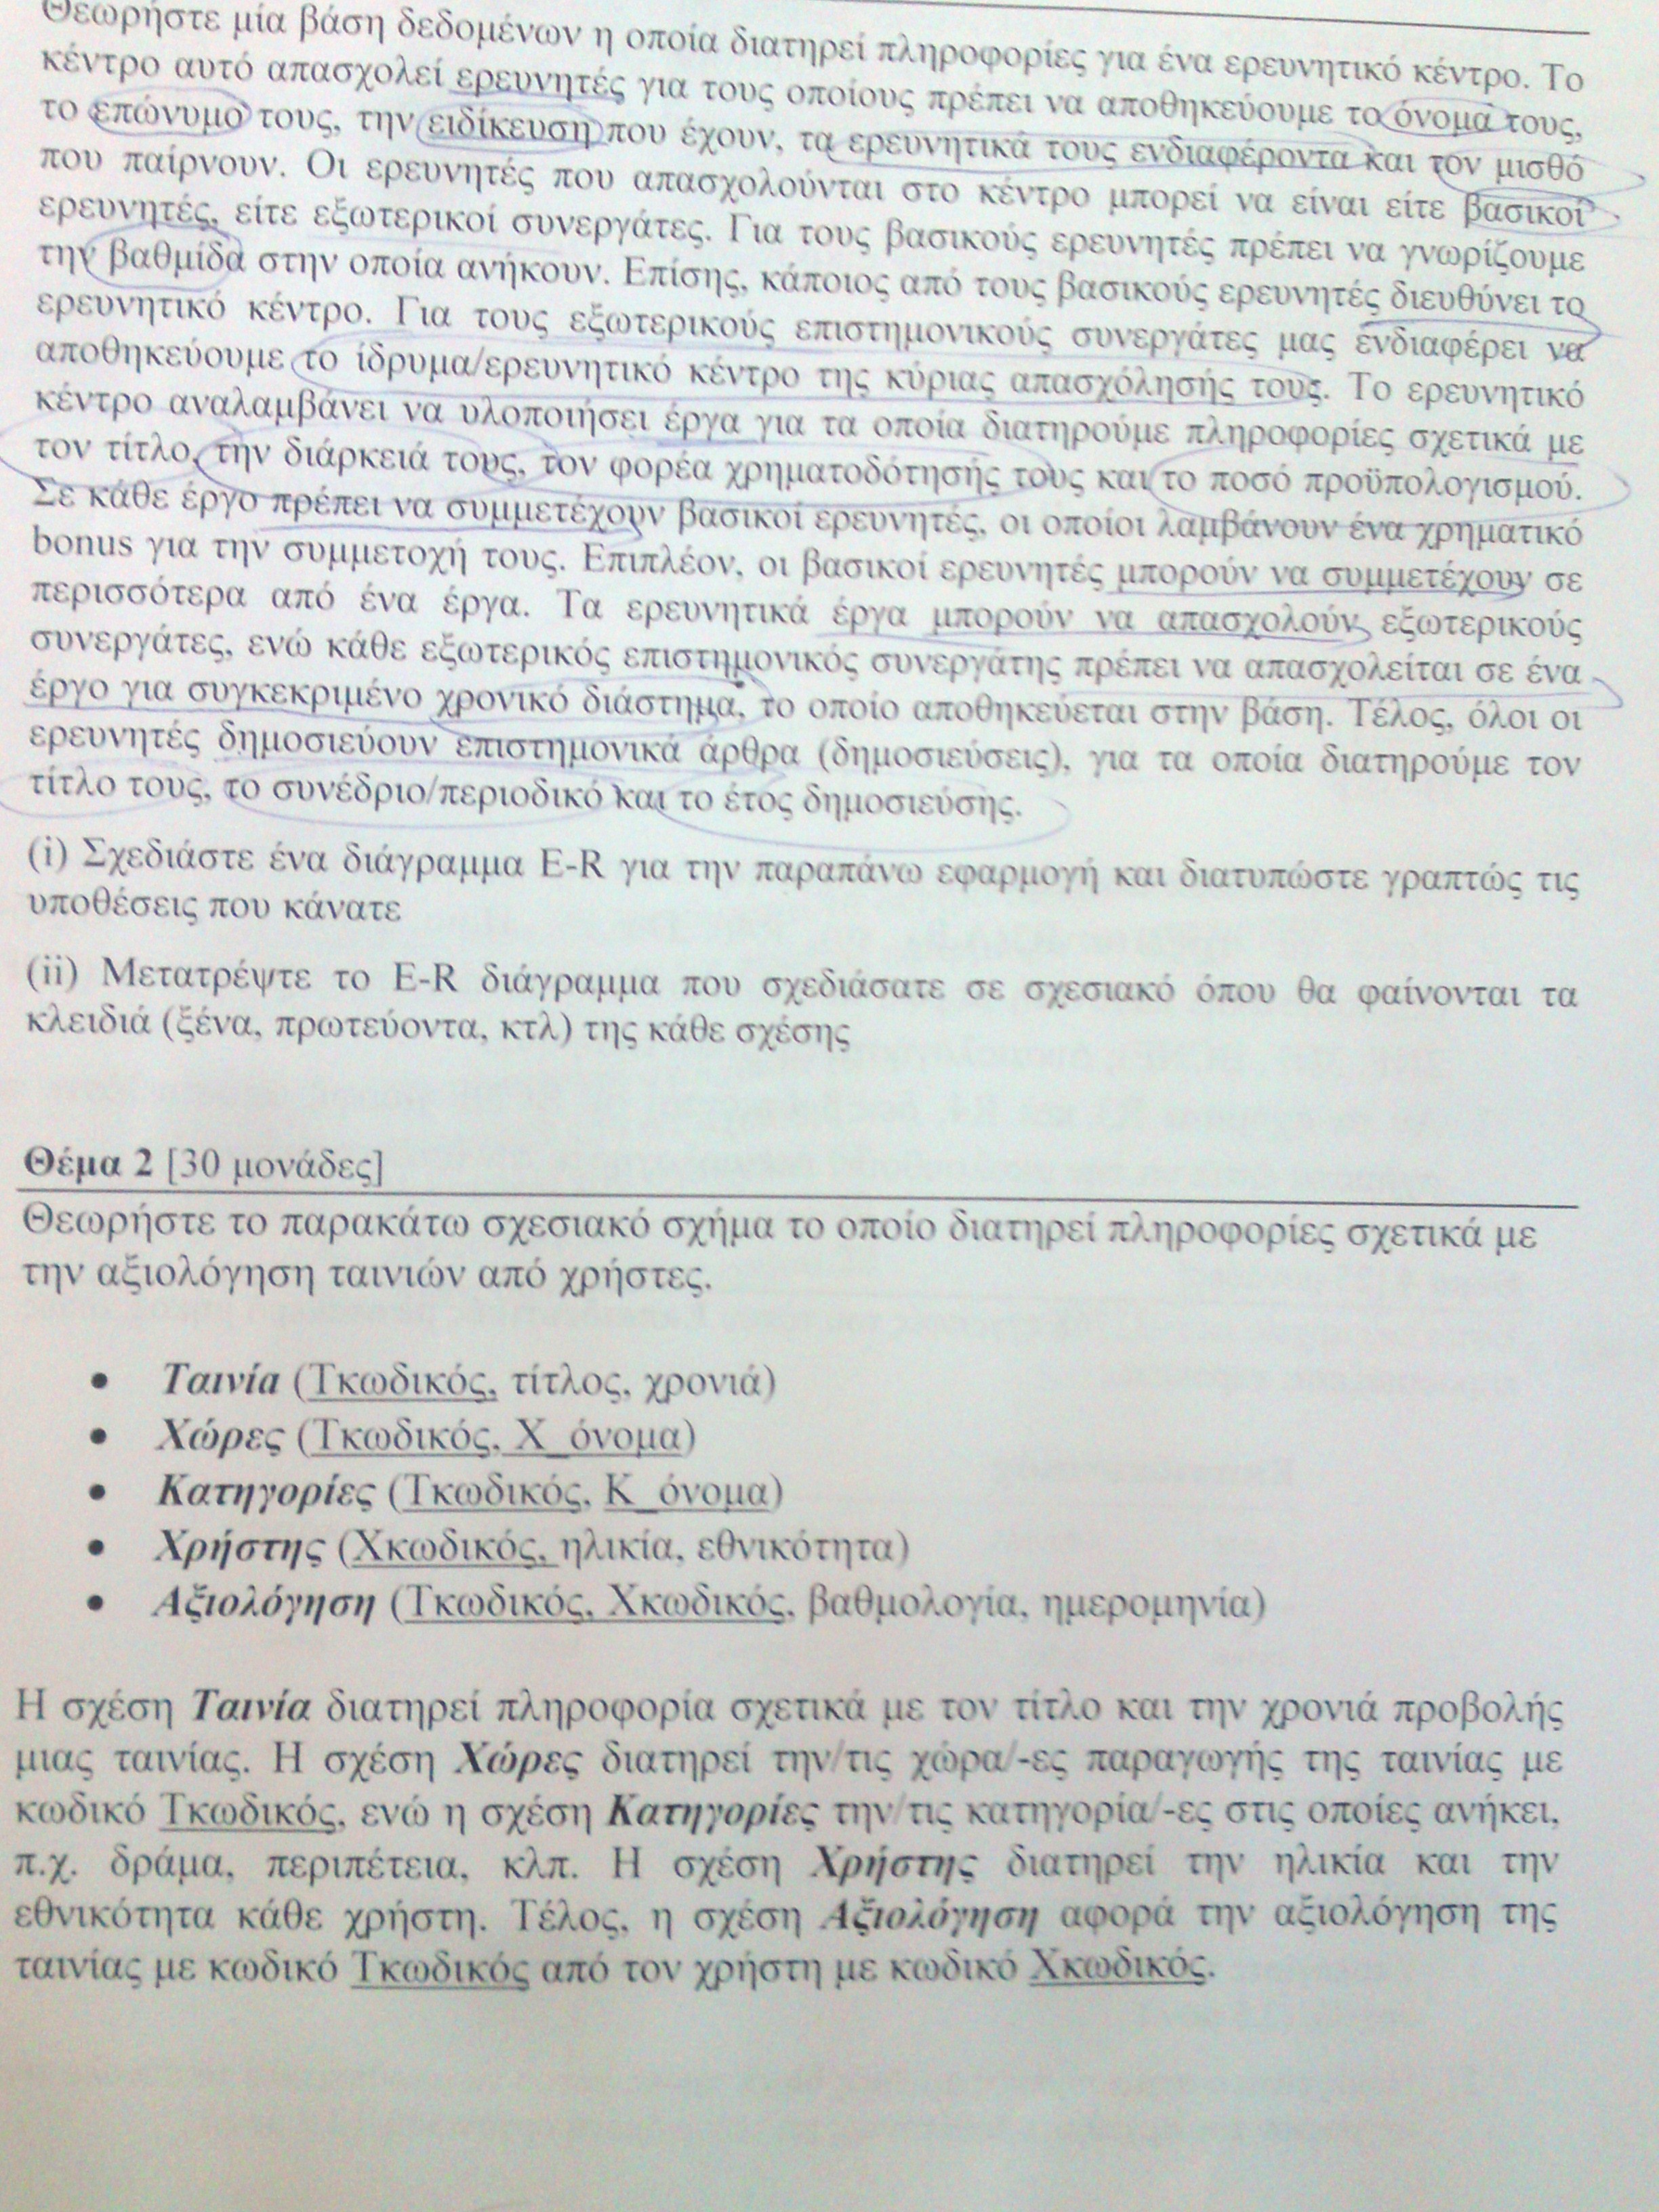 Θεωρήστε μία βάση δεδομένων η οποία διατηρεί πληροφορίες για ένα ερευνητικό κέντρο. Το
κέντρο αυτό απασχολεί ερευνητές για τους οποίους πρέπει να αποθηκεύουμε το όνομα τους,
το επώνυμο τους, την ειδίκευση που έχουν, τα ερευνητικά τους ενδιαφέροντα και τον μισθό
που παίρνουν. Οι ερευνητές που απασχολούνται στο κέντρο μπορεί να είναι είτε βασικοί
ερευνητές, είτε εξωτερικοί συνεργάτες. Για τους βασικούς ερευνητές πρέπει να γνωρίζουμε
την βαθμίδα στην οποία ανήκουν. Επίσης, κάποιος από τους βασικούς ερευνητές διευθύνει το
ερευνητικό κέντρο. Για τους εξωτερικούς επιστημονικούς συνεργάτες μας ενδιαφέρει να
αποθηκεύουμε το ίδρυμα/ερευνητικό κέντρο της κύριας απασχόλησής τους. Το ερευνητικό
κέντρο αναλαμβάνει να υλοποιήσει έργα για τα οποία διατηρούμε πληροφορίες σχετικά με
τον τίτλο, την διάρκειά τους, τον φορέα χρηματοδότησής τους και το ποσό προϋπολογισμού.
Σε κάθε έργο πρέπει να συμμετέχουν βασικοί ερευνητές, οι οποίοι λαμβάνουν ένα χρηματικό
bonus για την συμμετοχή τους. Επιπλέον, οι βασικοί ερευνητές μπορούν να συμμετέχουν σε
περισσότερα από ένα έργα. Τα ερευνητικά έργα μπορούν να απασχολούν εξωτερικούς
συνεργάτες, ενώ κάθε εξωτερικός επιστημονικός συνεργάτης πρέπει να απασχολείται σε ένα
έργο για συγκεκριμένο χρονικό διάστημα, το οποίο αποθηκεύεται στην βάση. Τέλος, όλοι οι
ερευνητές δημοσιεύουν επιστημονικά άρθρα (δημοσιεύσεις), για τα οποία διατηρούμε τον
τίτλο τους, το συνέδριο/περιοδικό και το έτος δημοσιεύσης.
(i) Σχεδιάστε ένα διάγραμμα E-R για την παραπάνω εφαρμογή και διατυπώστε γραπτώς τις
υποθέσεις που κάνατε
(ii) Μετατρέψτε το E-R διάγραμμα που σχεδιάσατε σε σχεσιακό όπου θα φαίνονται τα
κλειδιά (ξένα, πρωτεύοντα, κτλ) της κάθε σχέσης
Θέμα 2 [30 μονάδες]
Θεωρήστε το παρακάτω σχεσιακό σχήμα το οποίο διατηρεί πληροφορίες σχετικά με
την αξιολόγηση ταινιών από χρήστες.
• Ταινία (Τκωδικός, τίτλος, χρονιά)
• Χώρες (Τκωδικός, Χ_όνομα)
• Κατηγορίες (Τκωδικός, Κ_όνομα)
• Χρήστης (Χκωδικός, ηλικία, εθνικότητα)
• Αξιολόγηση (Τκωδικός, Χκωδικός, βαθμολογία, ημερομηνία)
Η σχέση Ταινία διατηρεί πληροφορία σχετικά με τον τίτλο και την χρονιά προβολής
μιας ταινίας. Η σχέση Χώρες διατηρεί την/τις χώρα/-ες παραγωγής της ταινίας με
κωδικό Τκωδικός, ενώ η σχέση Κατηγορίες την/τις κατηγορία/-ες στις οποίες ανήκει,
π.χ. δράμα, περιπέτεια, κλπ. Η σχέση Χρήστης διατηρεί την ηλικία και την
εθνικότητα κάθε χρήστη. Τέλος, η σχέση Αξιολόγηση αφορά την αξιολόγηση της
ταινίας με κωδικό Τκωδικός από τον χρήστη με κωδικό Χκωδικός.